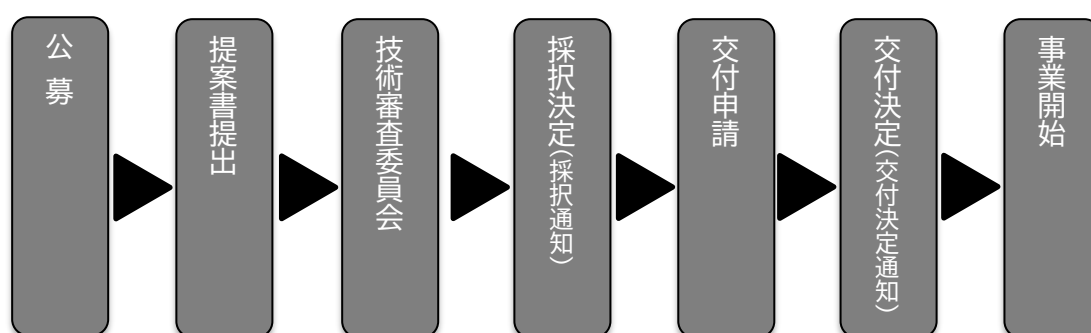 公募
提案書提出
技術審査委員会
採択決定(採択通知)
交付申請
交付決定(交付決定通知)
事業開始